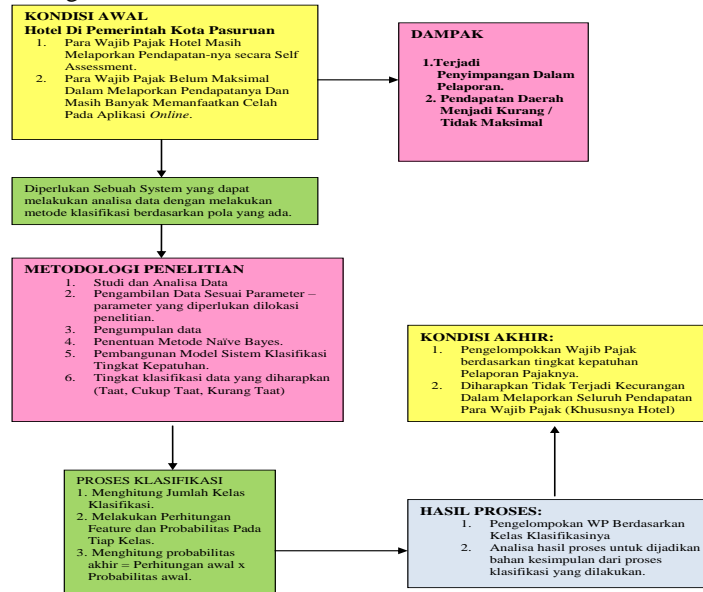 KONDISI AWAL
Hotel Di Pemerintah Kota Pasuruan
1. Para Wajib Pajak Hotel Masih
Melaporkan Pendapatan-nya secara Self
Assessment.
2. Para Wajib Pajak Belum Maksimal
Dalam Melaporkan Pendapatanya Dan
Masih Banyak Memanfaatkan Celah
Pada Aplikasi Online.
DAMPAK
1.Terjadi
Penyimpangan Dalam
Pelaporan.
2. Pendapatan Daerah
Menjadi Kurang /
Tidak Maksimal
Diperlukan Sebuah System yang dapat
melakukan analisa data dengan melakukan
metode klasifikasi berdasarkan pola yang ada.
METODOLOGI PENELITIAN
1. Studi dan Analisa Data
2. Pengambilan Data Sesuai Parameter –
parameter yang diperlukan dilokasi
penelitian.
3. Pengumpulan data
4. Penentuan Metode Naïve Bayes.
5. Pembangunan Model Sistem Klasifikasi
Tingkat Kepatuhan.
6. Tingkat klasifikasi data yang diharapkan
(Taat, Cukup Taat, Kurang Taat)
PROSES KLASIFIKASI
1. Menghitung Jumlah Kelas
Klasifikasi.
2. Melakukan Perhitungan
Feature dan Probabilitas Pada
Tiap Kelas.
3. Menghitung probabilitas
akhir = Perhitungan awal x
Probabilitas awal.
HASIL PROSES:
1. Pengelompokan WP Berdasarkan
Kelas Klasifikasinya
2. Analisa hasil proses untuk dijadikan
bahan kesimpulan dari proses
klasifikasi yang dilakukan.
KONDISI AKHIR:
1. Pengelompokkan Wajib Pajak
berdasarkan tingkat kepatuhan
Pelaporan Pajaknya.
2. Diharapkan Tidak Terjadi Kecurangan
Dalam Melaporkan Seluruh Pendapatan
Para Wajib Pajak (Khususnya Hotel)